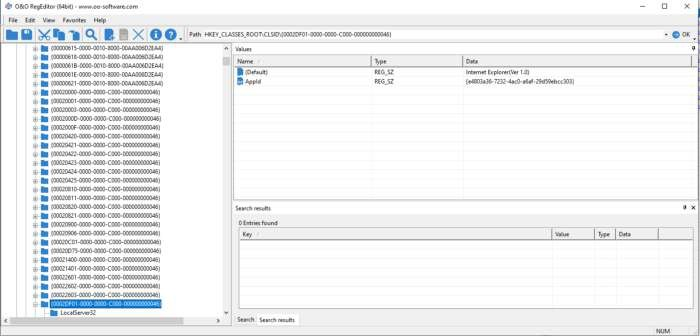 O&O RegEditor (64bit) - www.oo-software.com
File Edit View Favorites Help
Path HKEY_CLASSES_ROOT\CLSID\{0002DF01-0000-0000-C000-000000000046}
OK
{00000615-0000-0010-8000-00AA006D2EA4}
{00000618-0000-0010-8000-00AA006D2EA4}
{0000061B-0000-0010-8000-00AA006D2EA4}
{0000061E-0000-0010-8000-00AA006D2EA4}
{00000621-0000-0010-8000-00AA006D2EA4}
{00020000-0000-0000-C000-000000000046}
{00020001-0000-0000-C000-000000000046}
{00020003-0000-0000-C000-000000000046}
{0002000D-0000-0000-C000-000000000046}
{0002000F-0000-0000-C000-000000000046}
{00020420-0000-0000-C000-000000000046}
{00020421-0000-0000-C000-000000000046}
{00020422-0000-0000-C000-000000000046}
{00020423-0000-0000-C000-000000000046}
{00020424-0000-0000-C000-000000000046}
{00020425-0000-0000-C000-000000000046}
{00020810-0000-0000-C000-000000000046}
{00020811-0000-0000-C000-000000000046}
{00020820-0000-0000-C000-000000000046}
{00020821-0000-0000-C000-000000000046}
{00020900-0000-0000-C000-000000000046}
{00020906-0000-0000-C000-000000000046}
{00020C01-0000-0000-C000-000000000046}
{00020D75-0000-0000-C000-000000000046}
{00021400-0000-0000-C000-000000000046}
{00021401-0000-0000-C000-000000000046}
{00022601-0000-0000-C000-000000000046}
{00022602-0000-0000-C000-000000000046}
{00022603-0000-0000-C000-000000000046}
{0002DF01-0000-0000-C000-000000000046}
LocalServer32
Values
Name Type Data
(Default) REG_SZ Internet Explorer(Ver 1.0)
AppId REG_SZ {a4803a36-7232-4ac0-a6af-29d59ebcc303}
Search results
0 Entries found
Key Value Type Data
Search Search results
NUM